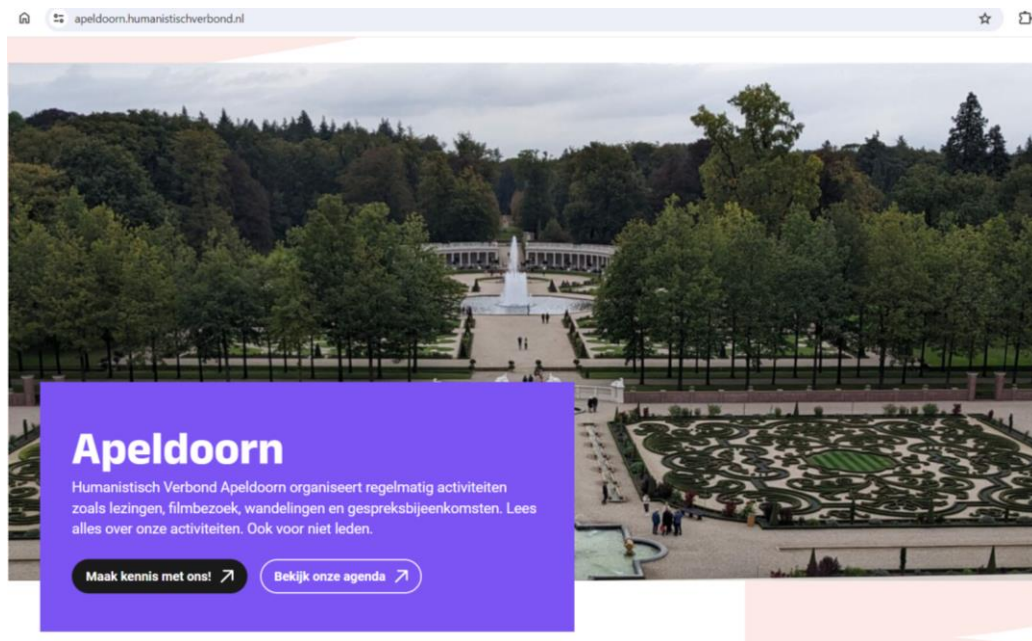 apeldoorn.humanistischverbond.nl
Apeldoorn
Humanistisch Verbond Apeldoorn organiseert regelmatig activiteiten
zoals lezingen, filmbezoek, wandelingen en gespreksbijeenkomsten. Lees
alles over onze activiteiten. Ook voor niet leden.
Maak kennis met ons!
Bekijk onze agenda